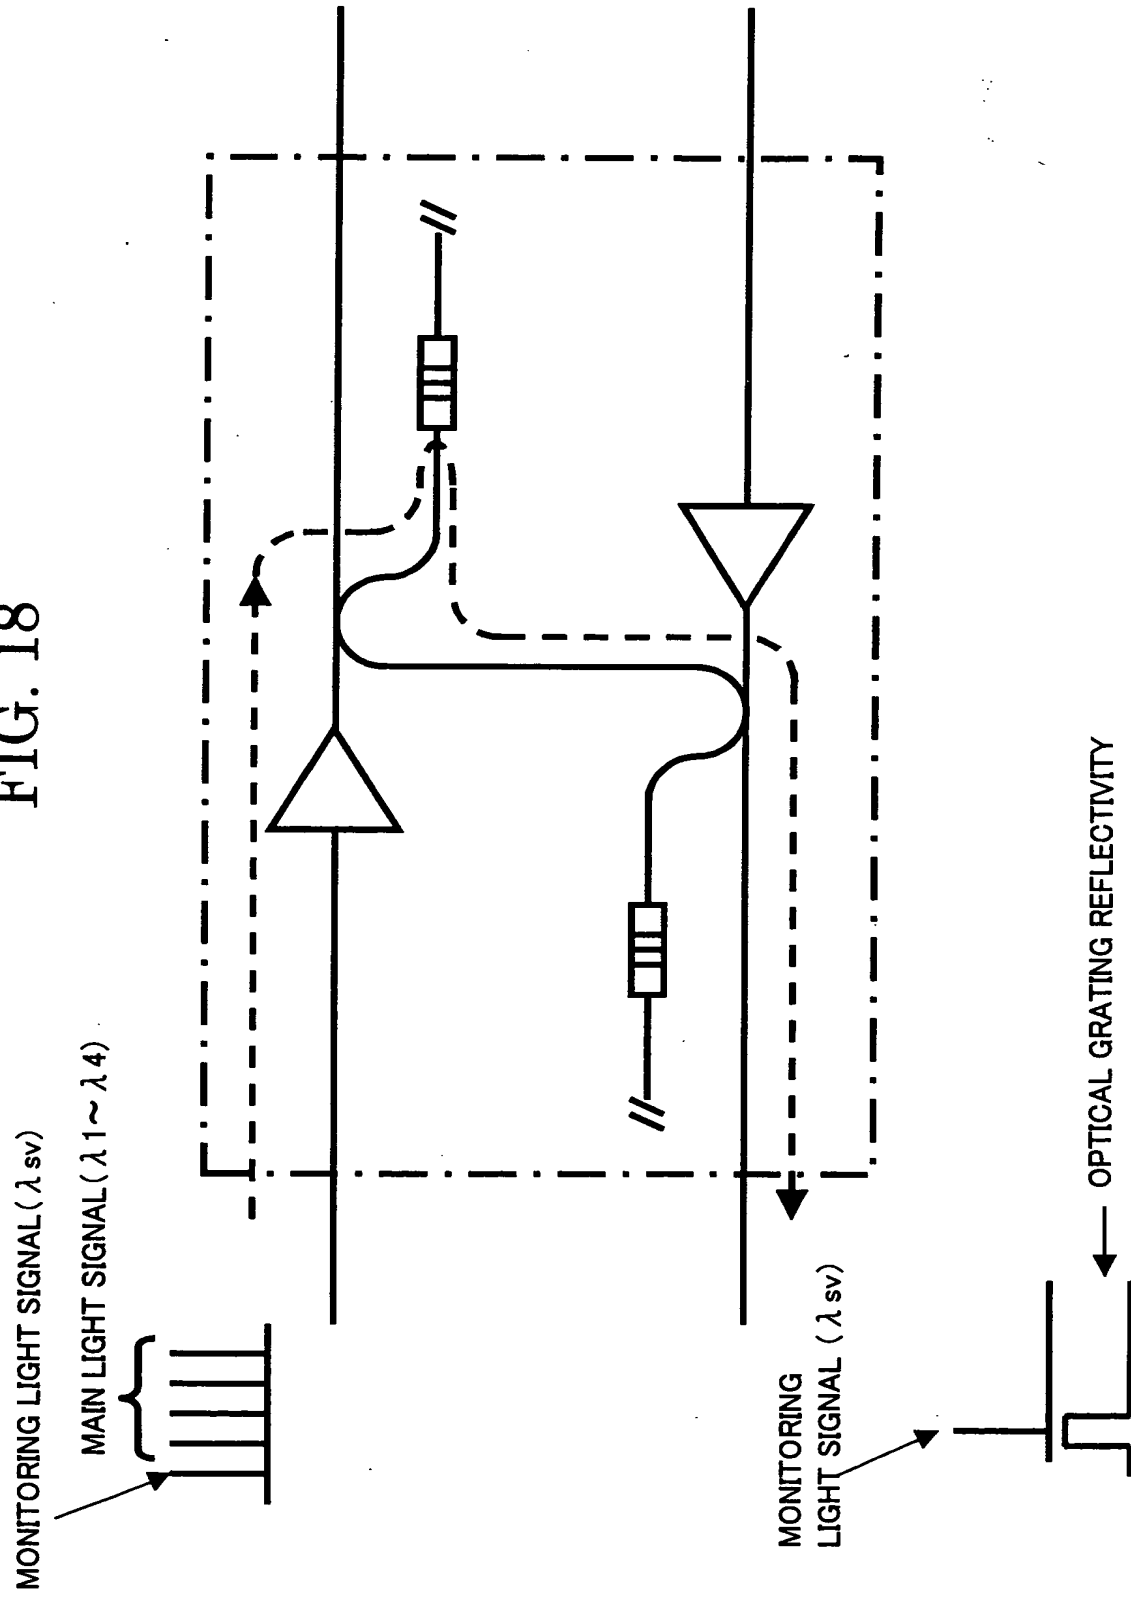 FIG. 18
MONITORING LIGHT SIGNAL(λsv)
MAIN LIGHT SIGNAL(λ1~λ4)
MONITORING
LIGHT SIGNAL (λsv)
OPTICAL GRATING REFLECTIVITY